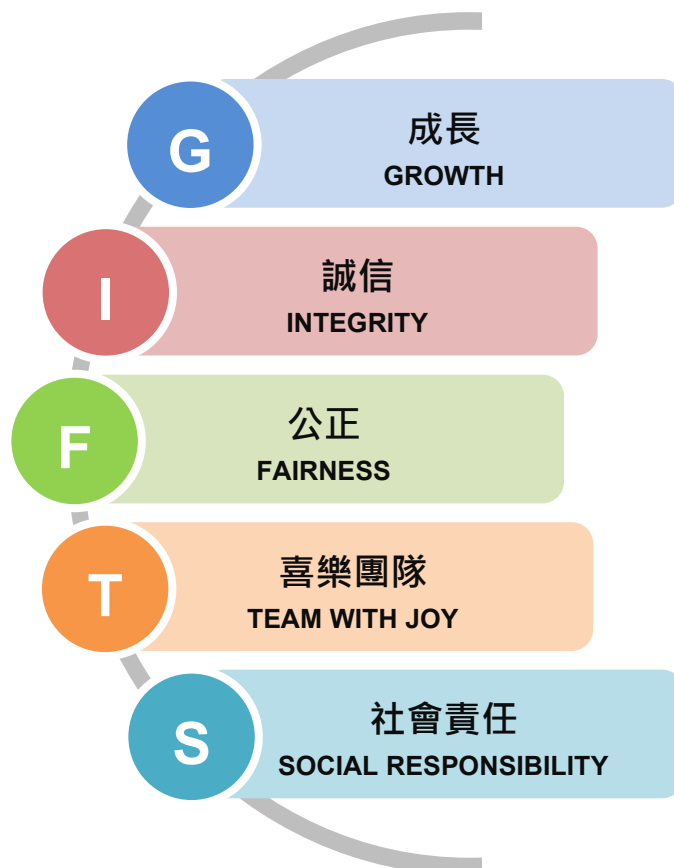 G
成長
GROWTH
I
誠信
INTEGRITY
F
公正
FAIRNESS
T
喜樂團隊
TEAM WITH JOY
S
社會責任
SOCIAL RESPONSIBILITY